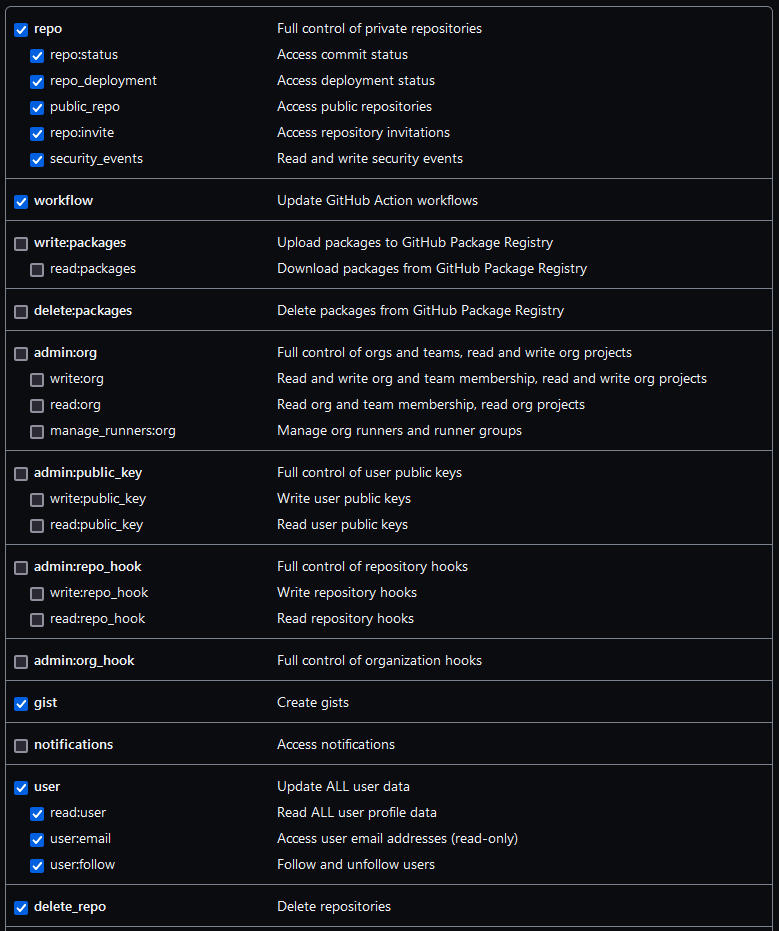 repo Full control of private repositories
repo:status Access commit status
repo_deployment Access deployment status
public_repo Access public repositories
repo:invite Access repository invitations
security_events Read and write security events
workflow Update GitHub Action workflows
write:packages Upload packages to GitHub Package Registry
read:packages Download packages from GitHub Package Registry
delete:packages Delete packages from GitHub Package Registry
admin:org Full control of orgs and teams, read and write org projects
write:org Read and write org and team membership, read and write org projects
read:org Read org and team membership, read org projects
manage_runners:org Manage org runners and runner groups
admin:public_key Full control of user public keys
write:public_key Write user public keys
read:public_key Read user public keys
admin:repo_hook Full control of repository hooks
write:repo_hook Write repository hooks
read:repo_hook Read repository hooks
admin:org_hook Full control of organization hooks
gist Create gists
notifications Access notifications
user Update ALL user data
read:user Read ALL user profile data
user:email Access user email addresses (read-only)
user:follow Follow and unfollow users
delete_repo Delete repositories